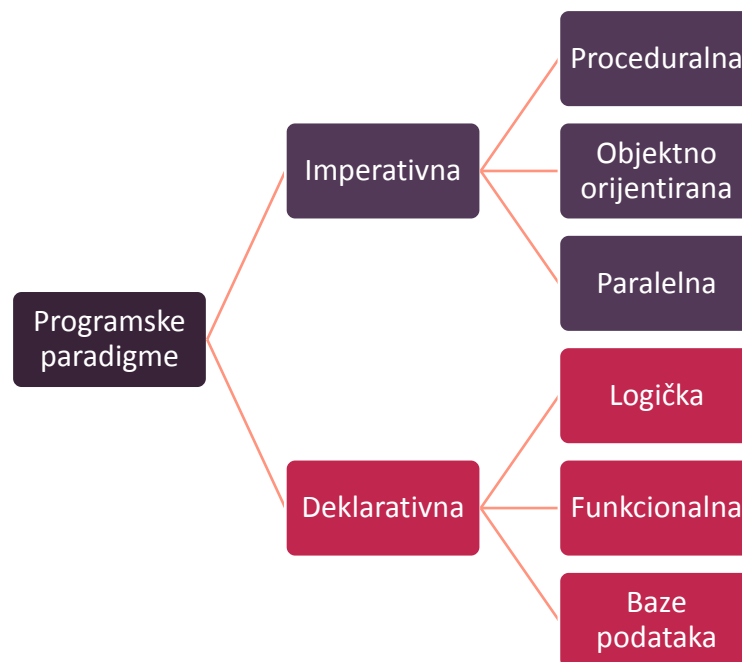 Programske
paradigme
Imperativna
Proceduralna
Objektno
orijentirana
Paralelna
Deklarativna
Logička
Funkcionalna
Baze
podataka